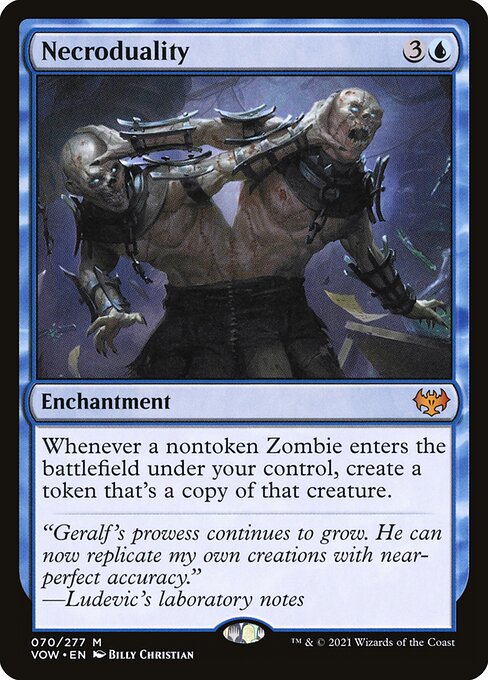 Necroduality 3
Enchantment
Whenever a nontoken Zombie enters the
battlefield under your control, create a
token that's a copy of that creature.
“Geralf's prowess continues to grow. He can
now replicate my own creations with near-
perfect accuracy.”
—Ludevic's laboratory notes
070/277 M
VOW • EN Billy Christian
™ & © 2021 Wizards of the Coast